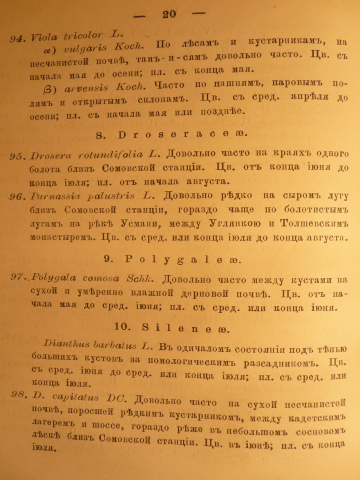 — 20 —
94. Viola tricolor L.
α) vulgaris Koch. По лѣсамъ и кустарникамъ, на
песчанистой почвѣ, тамъ-и-сямъ довольно часто. Цв. съ
начала мая до осени; пл. съ конца мая.
β) arvensis Koch. Часто по пашнямъ, паровымъ по-
лямъ и открытымъ склонамъ. Цв. съ сред. апрѣля до
осени; пл. съ начала мая или позднѣе.
8. Droseraceæ.
95. Drosera rotundifolia L. Довольно часто на краяхъ одного
болота близъ Сомовской станціи. Цв. отъ конца іюня до
конца іюля; пл. отъ начала августа.
96. Parnassia palustris L. Довольно рѣдко на сыромъ лугу
близъ Сомовской станціи, гораздо чаще по болотистымъ
лугамъ на рѣкѣ Усмани, между Углянкою и Толшевскимъ
монастыремъ. Цв. съ сред. или конца іюля до конца августа.
9. Polygaleæ.
97. Polygala comosa Schk. Довольно часто между кустами на
сухой и умѣренно влажной дерновой почвѣ. Цв. отъ на-
чала мая до сред. іюня; пл. съ конца іюня.
10. Sileneæ.
Dianthus barbatus L. Въ одичаломъ состояніи подъ тѣнью
большихъ кустовъ за помологическимъ разсадникомъ. Цв.
съ сред. іюня до сред. или конца іюля; пл. съ сред. или
конца іюля.
98. D. capitatus DC. Довольно часто на сухой песчанистой
почвѣ, поросшей рѣдкимъ кустарникомъ, между кадетскимъ
лагеремъ и шоссе, гораздо рѣже въ небольшомъ сосновомъ
лѣскѣ близъ Сомовской станціи. Цв. въ іюнѣ; пл. съ конца
іюля.